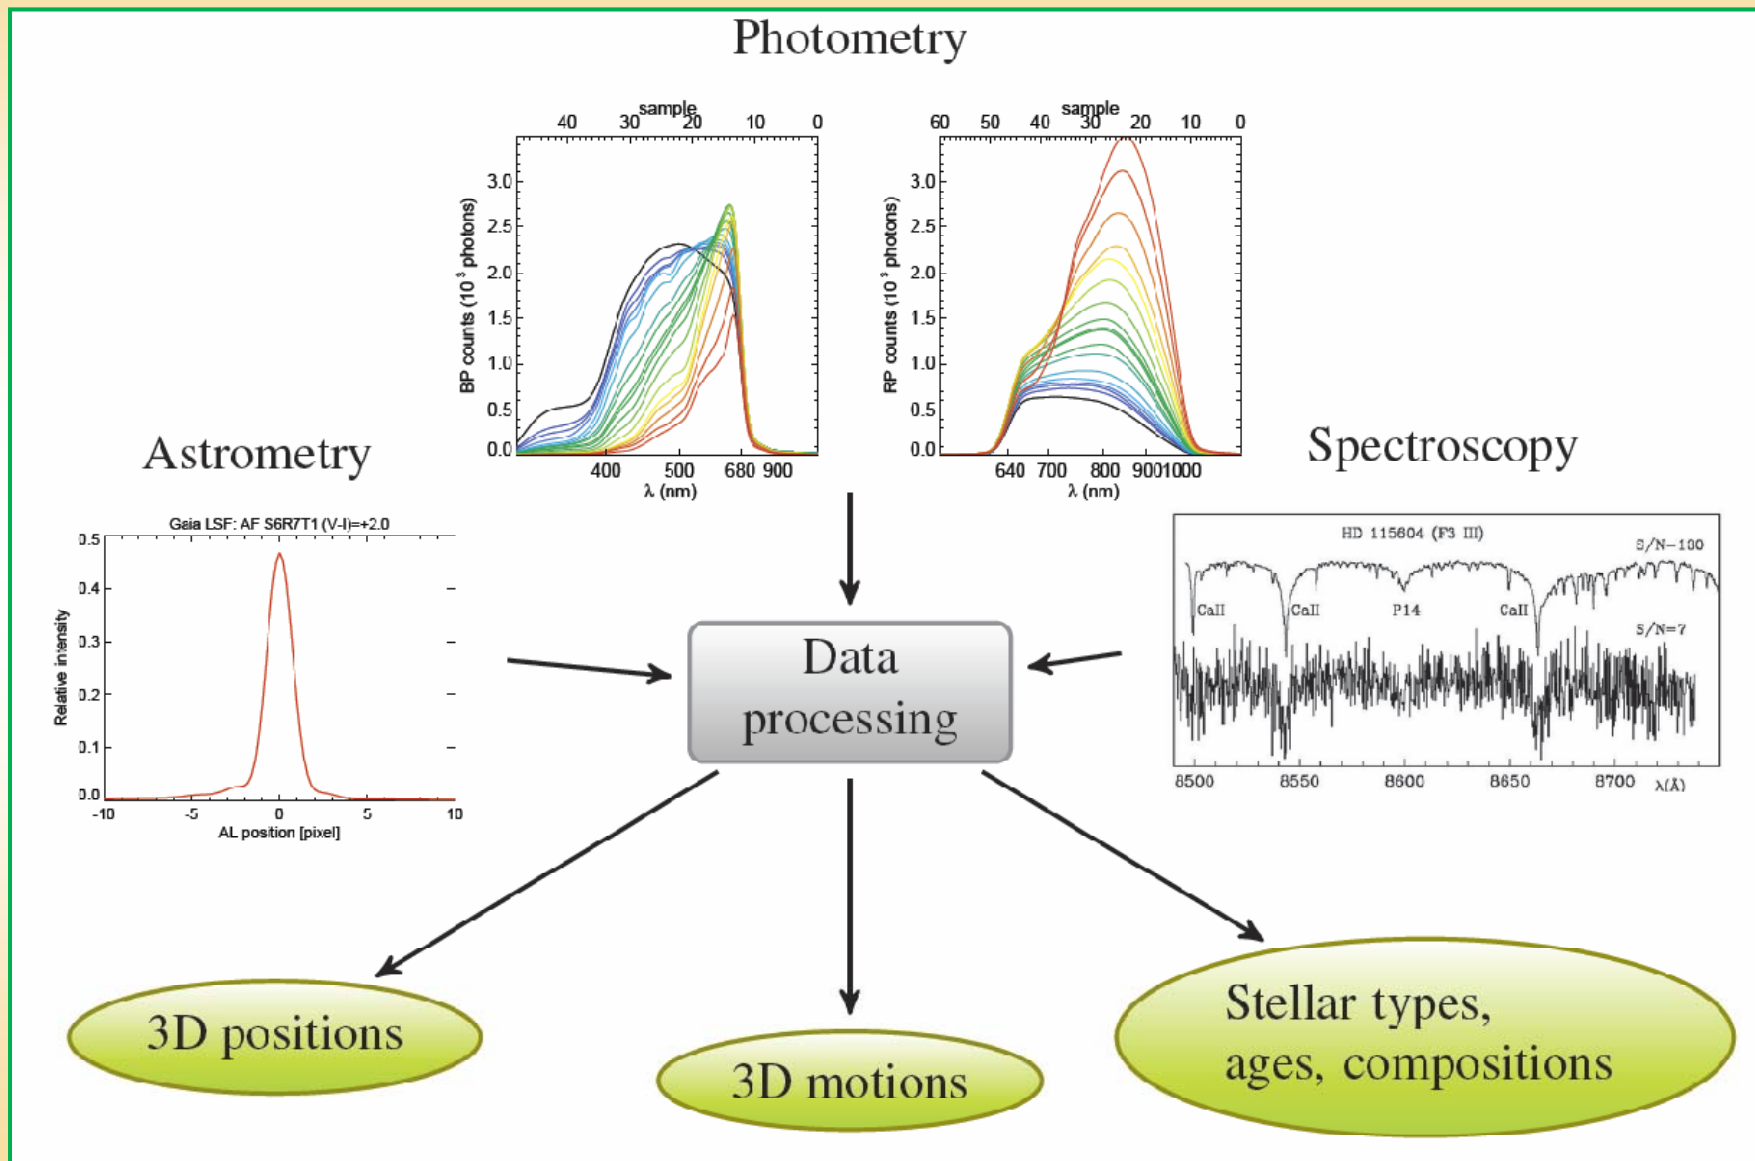 Photometry
sample
40 30 20 10 0
3.0
2.5
2.0
1.5
1.0
0.5
0.0
BP counts (10³ photons)
400 500 680 900
λ (nm)
sample
60 50 40 30 20 10 0
3.0
2.5
2.0
1.5
1.0
0.5
0.0
RP counts (10³ photons)
640 700 800 900 1000
λ (nm)
Astrometry
Gaia LSF: AF S6R7T1 (V-I)=+2.0
0.5
0.4
0.3
0.2
0.1
0.0
Relative intensity
-10 -5 0 5 10
AL position [pixel]
Spectroscopy
HD 115604 (F3 III)
S/N-100
CaII CaII P14 CaII
S/N=7
8500 8550 8600 8650 8700 λ(Å)
Data
processing
3D positions
3D motions
Stellar types,
ages, compositions